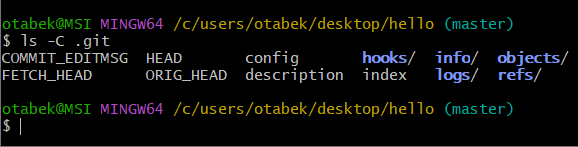 otabek@MSI MINGW64 /c/users/otabek/desktop/hello (master)
$ ls -C .git
COMMIT_EDITMSG  HEAD       config       hooks/  info/  objects/
FETCH_HEAD      ORIG_HEAD  description  index   logs/  refs/
otabek@MSI MINGW64 /c/users/otabek/desktop/hello (master)
$